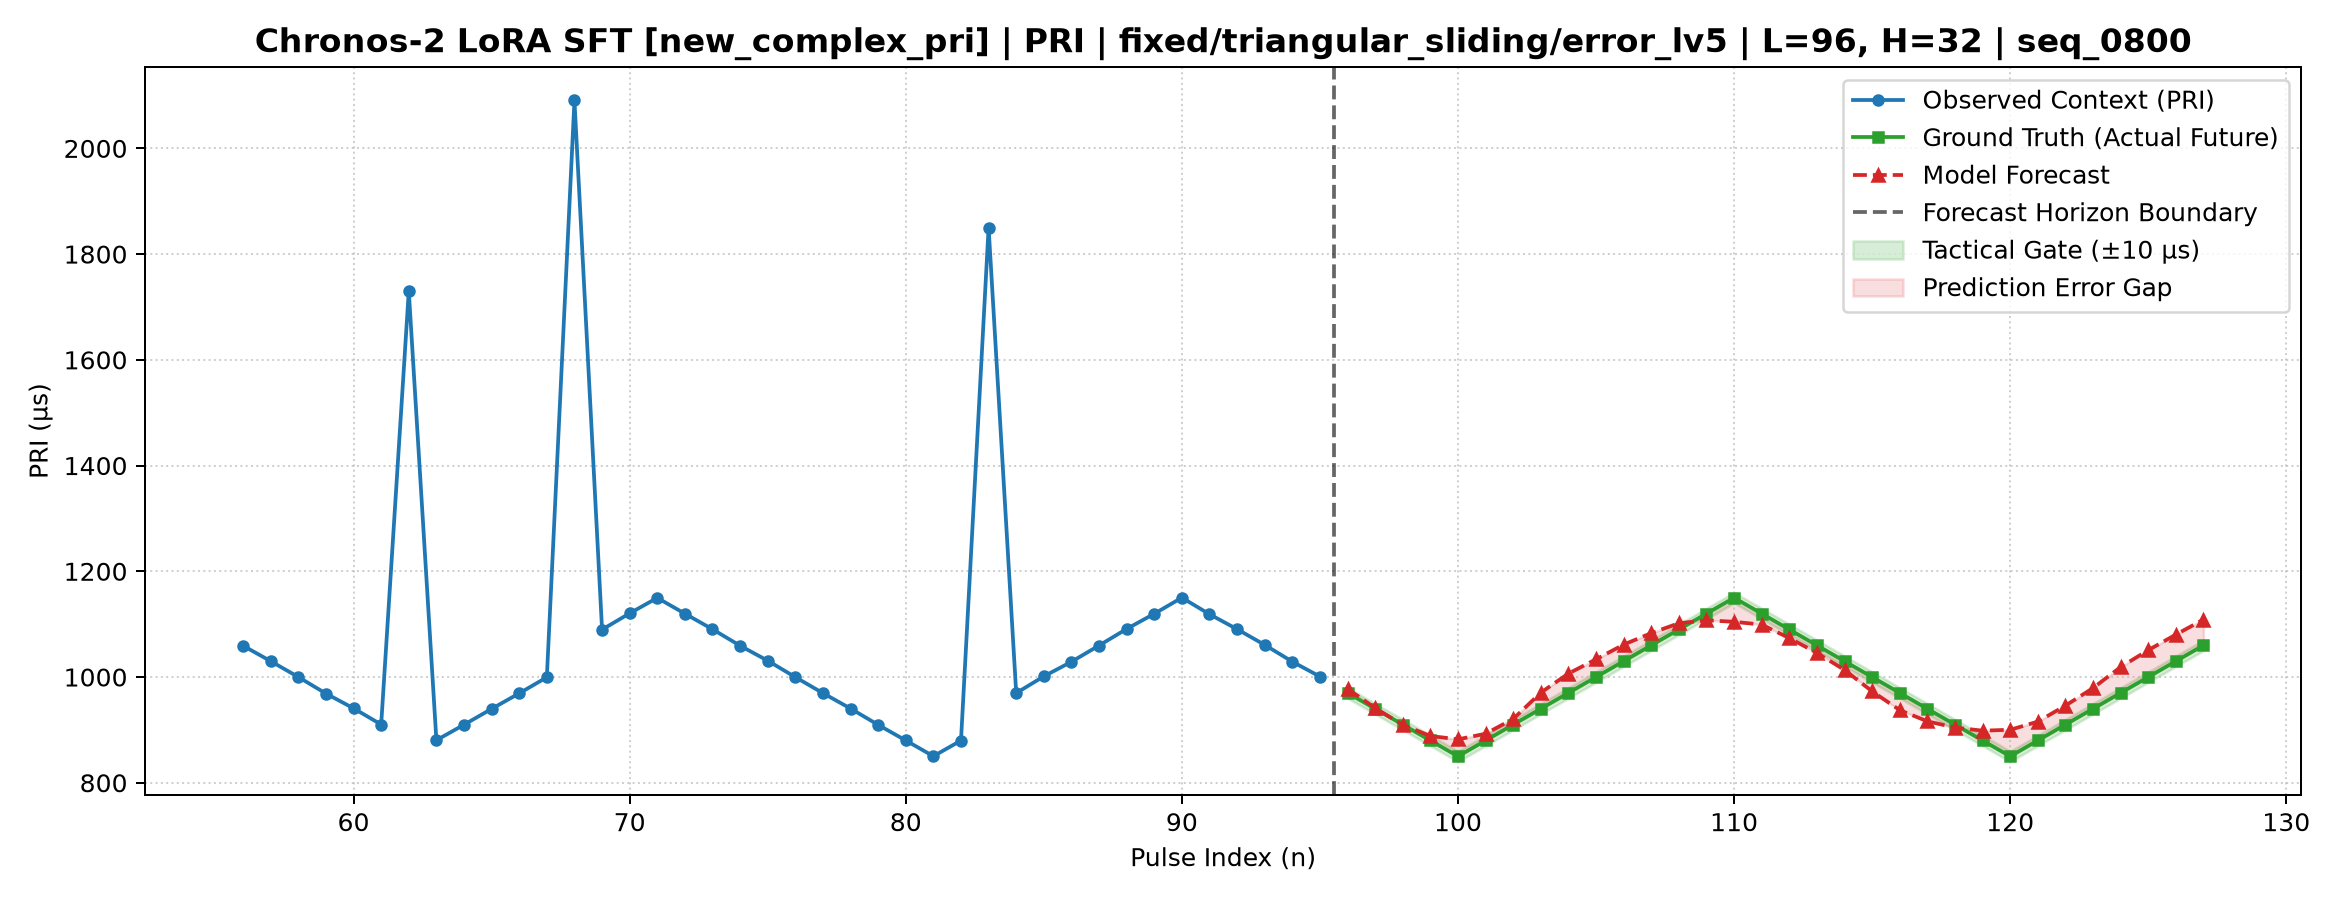 Chronos-2 LoRA SFT [new_complex_pri] | PRI | fixed/triangular_sliding/error_lv5 | L=96, H=32 | seq_0800
Observed Context (PRI)
Ground Truth (Actual Future)
Model Forecast
Forecast Horizon Boundary
Tactical Gate (±10 µs)
Prediction Error Gap
PRI (µs)
2000
1800
1600
1400
1200
1000
800
60 70 80 90 100 110 120 130
Pulse Index (n)